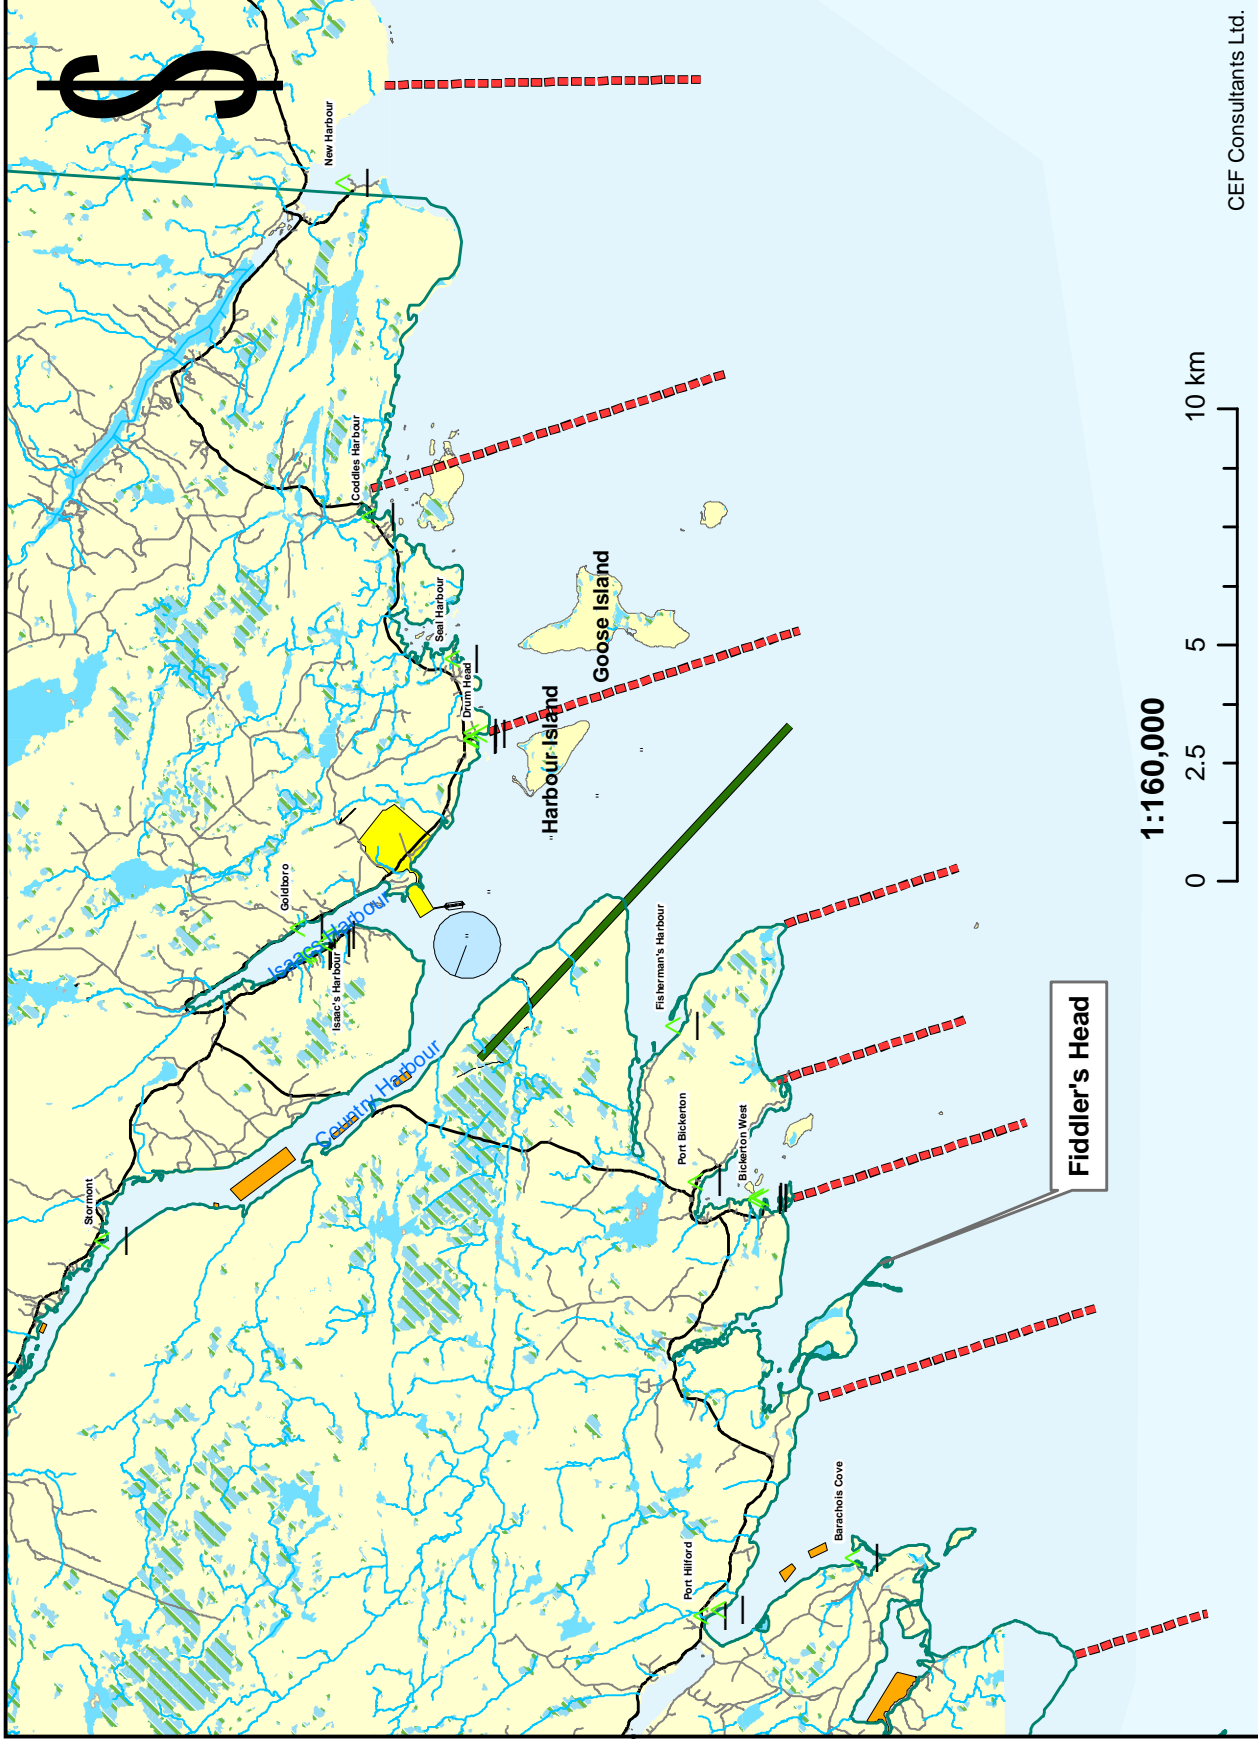 New Harbour
Coddles Harbour
Seal Harbour
Drum Head
Goose Island
Harbour Island
Goldboro
Isaacs Harbour
Isaac's Harbour
Country Harbour
Stormont
Fisherman's Harbour
Port Bickerton
Bickerton West
Fiddler's Head
Port Hilford
Barachois Cove
1:160,000
0 2.5 5 10 km
CEF Consultants Ltd.